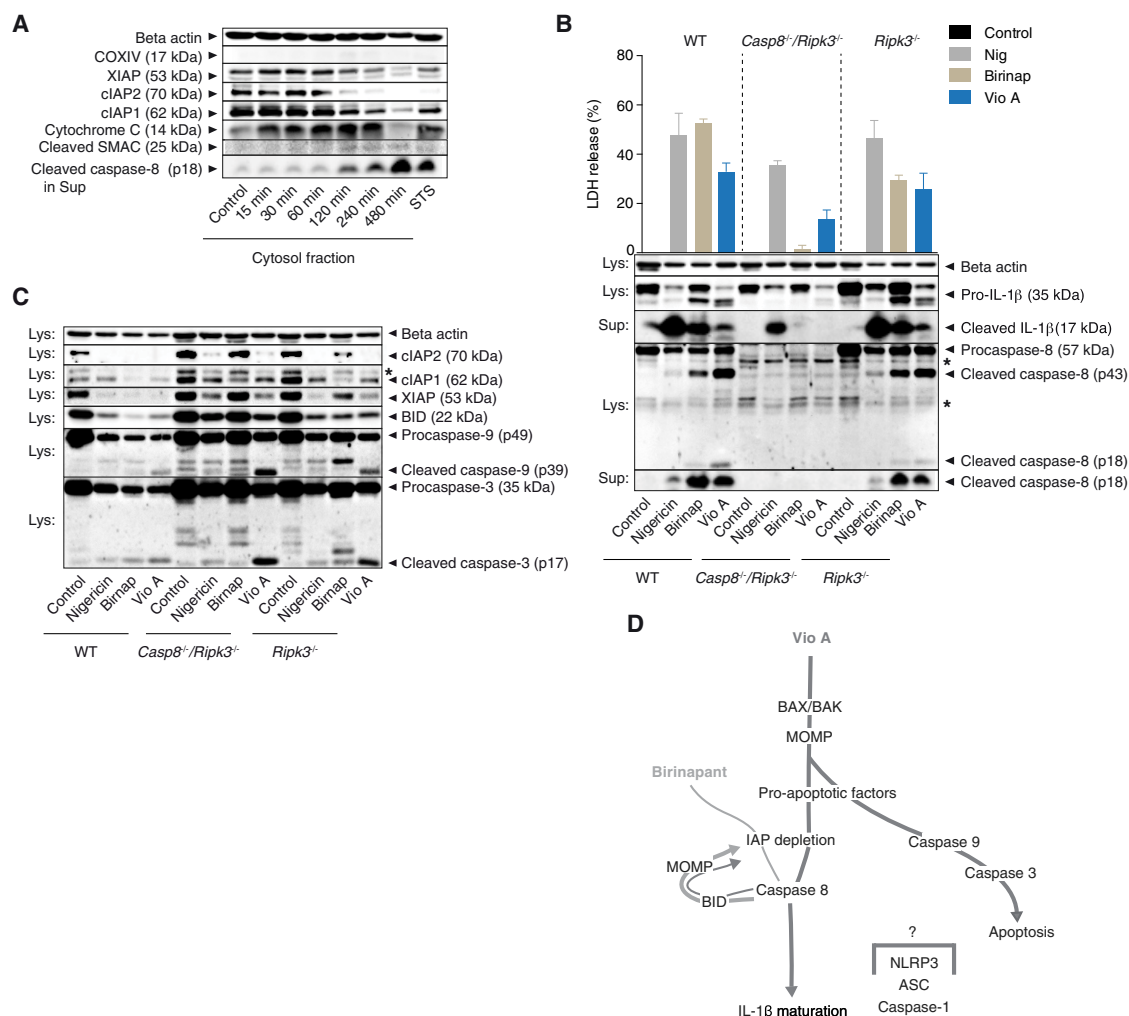 A
Beta actin
COXIV (17 kDa)
XIAP (53 kDa)
cIAP2 (70 kDa)
cIAP1 (62 kDa)
Cytochrome C (14 kDa)
Cleaved SMAC (25 kDa)
Cleaved caspase-8 (p18)
in Sup
Control
15 min
30 min
60 min
120 min
240 min
480 min
STS
Cytosol fraction
B
WT
Casp8-/-/Ripk3-/-
Ripk3-/-
Control
Nig
Birinap
Vio A
LDH release (%)
80
60
40
20
0
Lys:
Beta actin
Lys:
Pro-IL-1β (35 kDa)
Sup:
Cleaved IL-1β(17 kDa)
Procaspase-8 (57 kDa)
*
Cleaved caspase-8 (p43)
Lys:
*
Cleaved caspase-8 (p18)
Sup:
Cleaved caspase-8 (p18)
Control
Nigericin
Birinap
Vio A
Control
Nigericin
Birinap
Vio A
Control
Nigericin
Birinap
Vio A
WT
Casp8-/-/Ripk3-/-
Ripk3-/-
C
Lys:
Beta actin
Lys:
cIAP2 (70 kDa)
*
Lys:
cIAP1 (62 kDa)
Lys:
XIAP (53 kDa)
Lys:
BID (22 kDa)
Procaspase-9 (p49)
Lys:
Cleaved caspase-9 (p39)
Procaspase-3 (35 kDa)
Lys:
Cleaved caspase-3 (p17)
Control
Nigericin
Birnap
Vio A
Control
Nigericin
Birnap
Vio A
Control
Nigericin
Birnap
Vio A
WT
Casp8-/-/Ripk3-/-
Ripk3-/-
D
Vio A
BAX/BAK
MOMP
Birinapant
Pro-apoptotic factors
IAP depletion
Caspase 9
MOMP
Caspase 3
Caspase 8
BID
?
Apoptosis
NLRP3
ASC
Caspase-1
IL-1β maturation